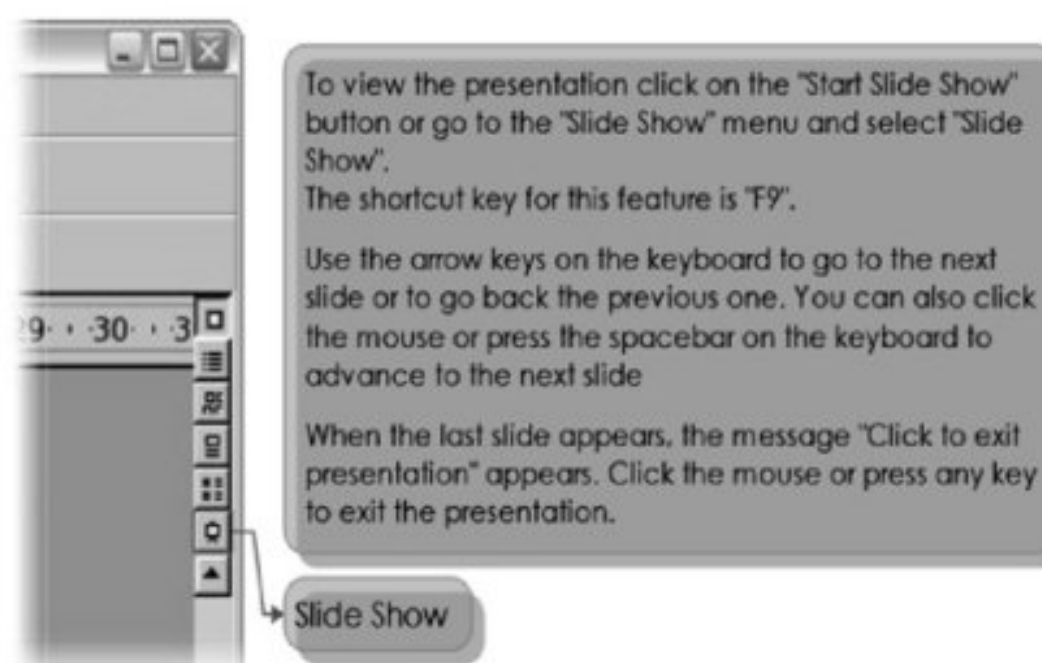 29 · · 30 · · 3
To view the presentation click on the "Start Slide Show"
button or go to the "Slide Show" menu and select "Slide
Show".
The shortcut key for this feature is "F9".
Use the arrow keys on the keyboard to go to the next
slide or to go back the previous one. You can also click
the mouse or press the spacebar on the keyboard to
advance to the next slide
When the last slide appears, the message "Click to exit
presentation" appears. Click the mouse or press any key
to exit the presentation.
Slide Show